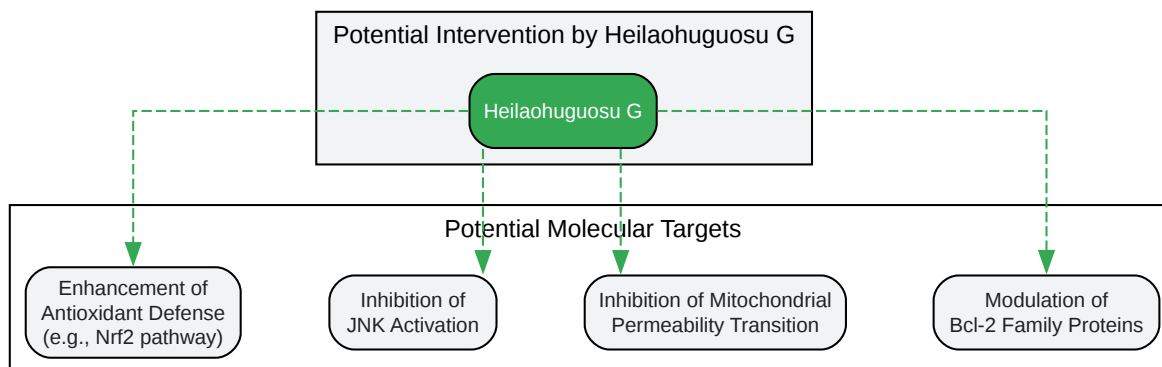 Potential Intervention by Heilaohuguosu G
Heilaohuguosu G
Potential Molecular Targets
Enhancement of
Antioxidant Defense
(e.g., Nrf2 pathway)
Inhibition of
JNK Activation
Inhibition of Mitochondrial
Permeability Transition
Modulation of
Bcl-2 Family Proteins